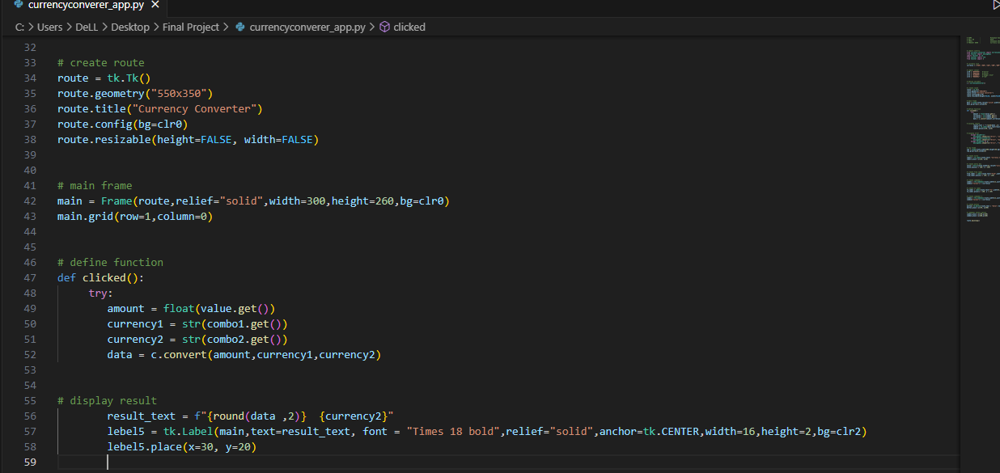 currencyconverer_app.py ×
C: > Users > DeLL > Desktop > Final Project > currencyconverer_app.py > clicked
32
33 # create route
34 route = tk.Tk()
35 route.geometry("550x350")
36 route.title("Currency Converter")
37 route.config(bg=clr0)
38 route.resizable(height=FALSE, width=FALSE)
39
40
41 # main frame
42 main = Frame(route,relief="solid",width=300,height=260,bg=clr0)
43 main.grid(row=1,column=0)
44
45
46 # define function
47 def clicked():
48 try:
49 amount = float(value.get())
50 currency1 = str(combo1.get())
51 currency2 = str(combo2.get())
52 data = c.convert(amount,currency1,currency2)
53
54
55 # display result
56 result_text = f"{round(data ,2)}  {currency2}"
57 lebel5 = tk.Label(main,text=result_text, font = "Times 18 bold",relief="solid",anchor=tk.CENTER,width=16,height=2,bg=clr2)
58 lebel5.place(x=30, y=20)
59